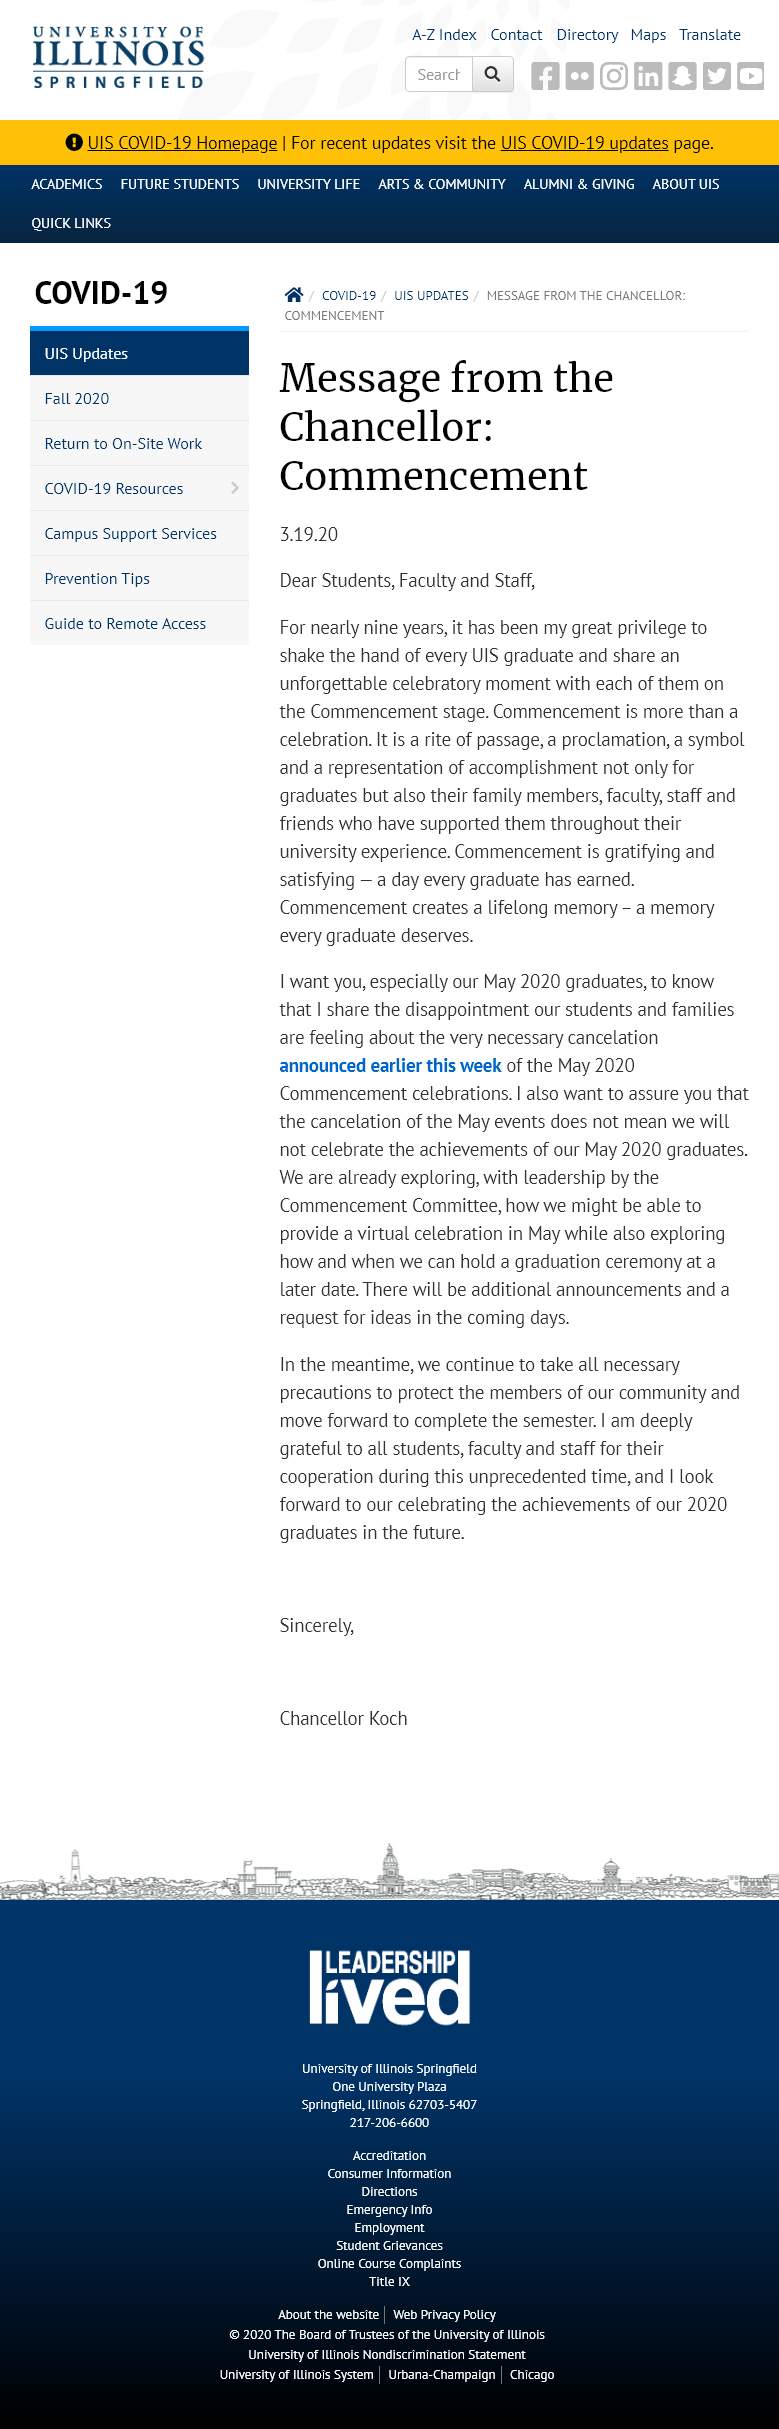 UNIVERSITY OF
ILLINOIS
SPRINGFIELD
A-Z Index Contact Directory Maps Translate
Search
UIS COVID-19 Homepage | For recent updates visit the UIS COVID-19 updates page.
ACADEMICS FUTURE STUDENTS UNIVERSITY LIFE ARTS & COMMUNITY ALUMNI & GIVING ABOUT UIS
QUICK LINKS
COVID-19
UIS Updates
Fall 2020
Return to On-Site Work
COVID-19 Resources
Campus Support Services
Prevention Tips
Guide to Remote Access
/ COVID-19 / UIS UPDATES / MESSAGE FROM THE CHANCELLOR:
COMMENCEMENT
Message from the
Chancellor:
Commencement
3.19.20
Dear Students, Faculty and Staff,
For nearly nine years, it has been my great privilege to
shake the hand of every UIS graduate and share an
unforgettable celebratory moment with each of them on
the Commencement stage. Commencement is more than a
celebration. It is a rite of passage, a proclamation, a symbol
and a representation of accomplishment not only for
graduates but also their family members, faculty, staff and
friends who have supported them throughout their
university experience. Commencement is gratifying and
satisfying — a day every graduate has earned.
Commencement creates a lifelong memory – a memory
every graduate deserves.
I want you, especially our May 2020 graduates, to know
that I share the disappointment our students and families
are feeling about the very necessary cancelation
announced earlier this week of the May 2020
Commencement celebrations. I also want to assure you that
the cancelation of the May events does not mean we will
not celebrate the achievements of our May 2020 graduates.
We are already exploring, with leadership by the
Commencement Committee, how we might be able to
provide a virtual celebration in May while also exploring
how and when we can hold a graduation ceremony at a
later date. There will be additional announcements and a
request for ideas in the coming days.
In the meantime, we continue to take all necessary
precautions to protect the members of our community and
move forward to complete the semester. I am deeply
grateful to all students, faculty and staff for their
cooperation during this unprecedented time, and I look
forward to our celebrating the achievements of our 2020
graduates in the future.
Sincerely,
Chancellor Koch
LEADERSHIP
lived
University of Illinois Springfield
One University Plaza
Springfield, Illinois 62703-5407
217-206-6600
Accreditation
Consumer Information
Directions
Emergency Info
Employment
Student Grievances
Online Course Complaints
Title IX
About the website | Web Privacy Policy
© 2020 The Board of Trustees of the University of Illinois
University of Illinois Nondiscrimination Statement
University of Illinois System | Urbana-Champaign | Chicago